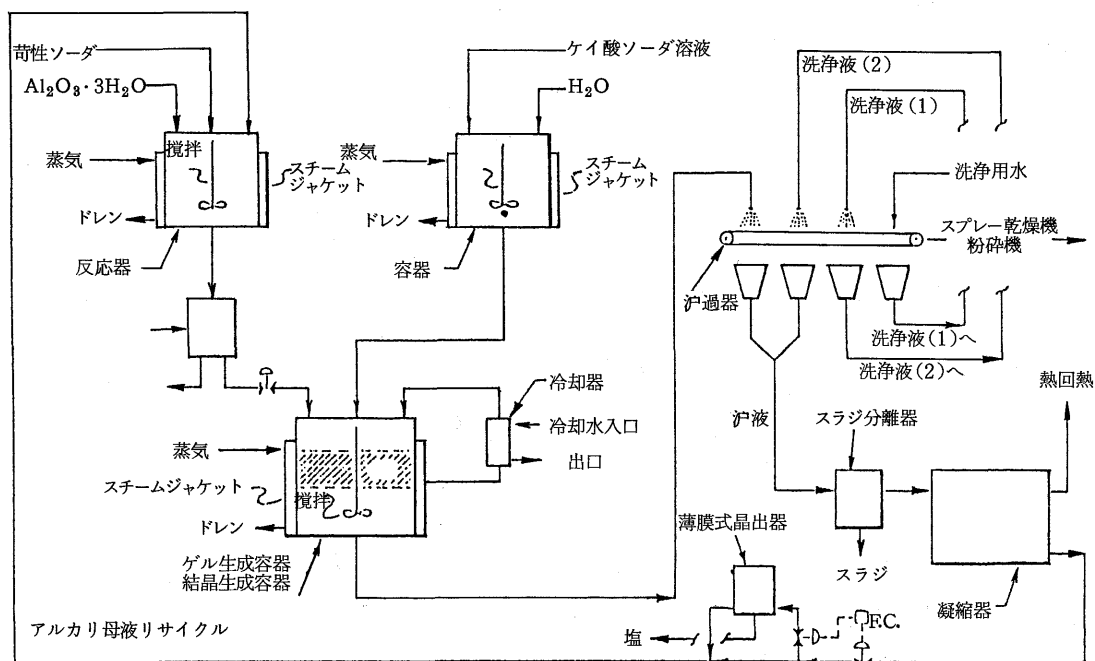 苛性ソーダ
Al₂O₃・3H₂O
蒸気
攪拌
スチーム
ジャケット
ドレン
反応器
ケイ酸ソーダ溶液
H₂O
蒸気
スチーム
ジャケット
ドレン
容器
洗浄液(2)
洗浄液(1)
洗浄用水
スプレー乾燥機
粉砕機
沪過器
洗浄液(1)へ
洗浄液(2)へ
冷却器
冷却水入口
出口
蒸気
スチームジャケット
攪拌
ドレン
ゲル生成容器
結晶生成容器
沪液
スラジ分離器
熱回熱
スラジ
凝縮器
薄膜式晶出器
塩
F.C.
アルカリ母液リサイクル